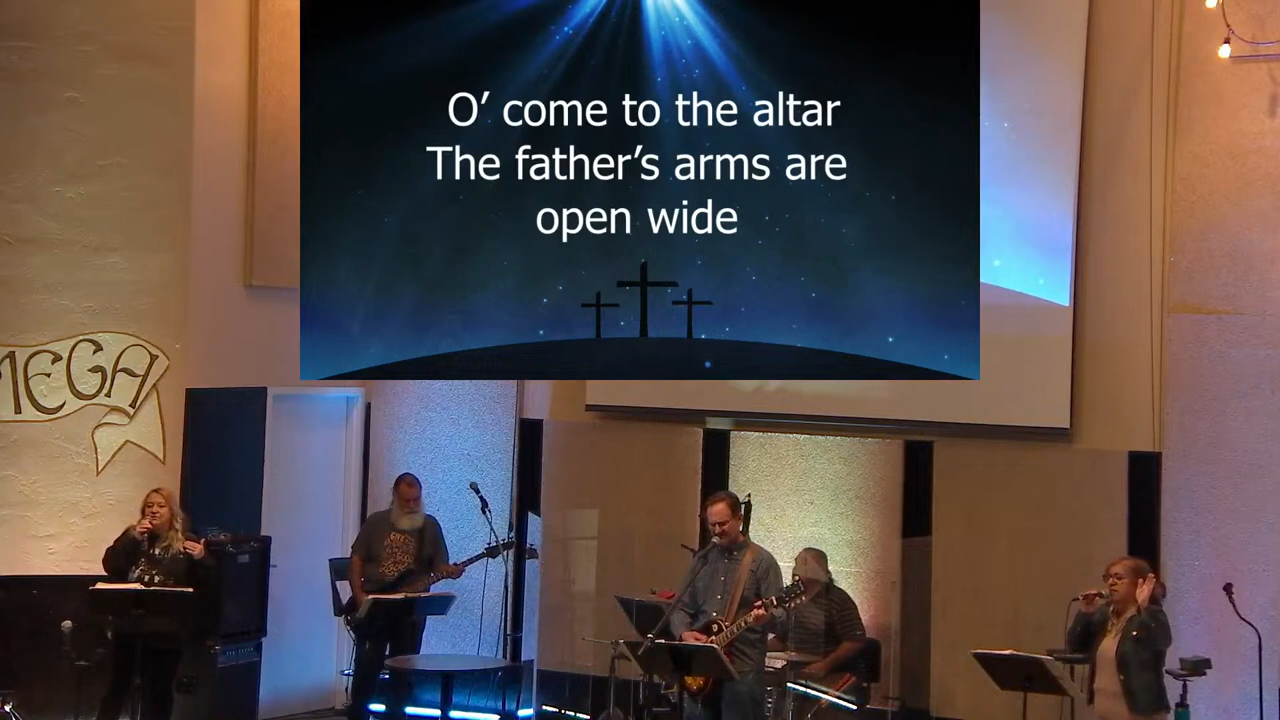 O’ come to the altar
The father’s arms are
open wide
MEGA